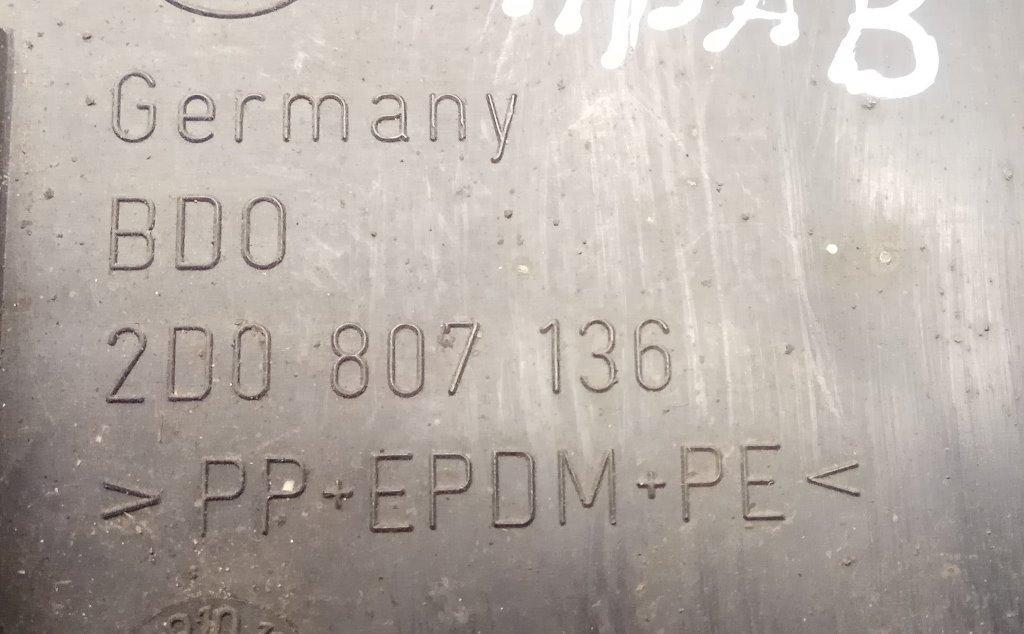 Germany
BDO
2D0 807 136
>PP+EPDM+PE<